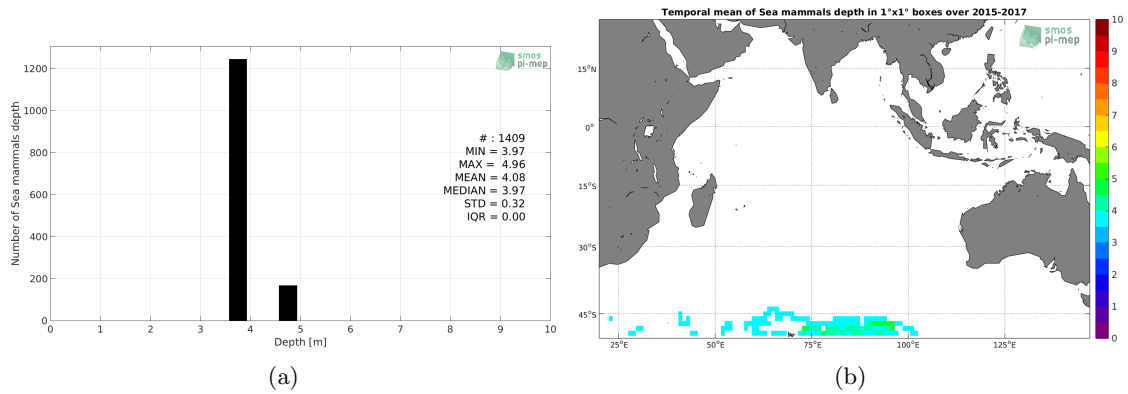 1200
1000
800
600
400
200
0
Number of Sea mammals depth
smos
pi-mep
# : 1409
MIN = 3.97
MAX = 4.96
MEAN = 4.08
MEDIAN = 3.97
STD = 0.32
IQR = 0.00
0 1 2 3 4 5 6 7 8 9 10
Depth [m]
(a)
Temporal mean of Sea mammals depth in 1°x1° boxes over 2015-2017
smos
pi-mep
15°N
0°
15°S
30°S
45°S
25°E 50°E 75°E 100°E 125°E
10
9
8
7
6
5
4
3
2
1
0
(b)